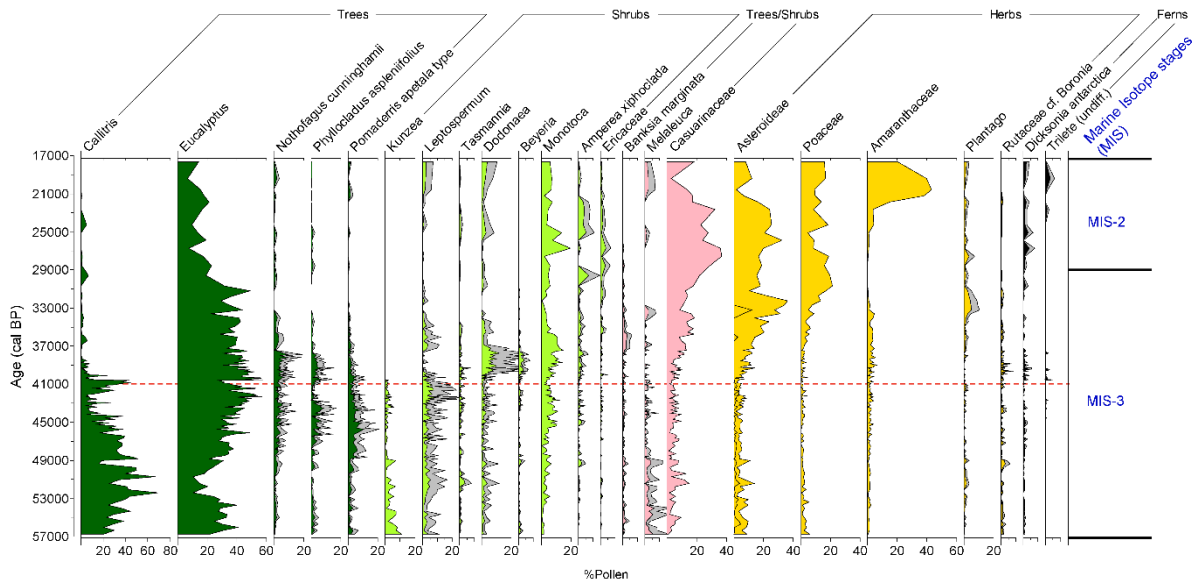 Trees
Shrubs
Trees/Shrubs
Herbs
Ferns
Callitris
Eucalyptus
Nothofagus cunninghamii
Phyllocladus aspleniifolius
Pomaderris apetala type
Kunzea
Leptospermum
Tasmannia
Dodonaea
Beyeria
Monotoca
Amperea xiphoclada
Ericaceae
Banksia marginata
Melaleuca
Casuarinaceae
Asteroideae
Poaceae
Amaranthaceae
Plantago
Rutaceae cf. Boronia
Dicksonia antarctica
Trilete (undiff.)
Marine Isotope stages
(MIS)
17000
21000
25000
29000
33000
37000
41000
45000
49000
53000
57000
Age (cal BP)
MIS-2
MIS-3
20 40 60 80 20 40 60 20 20 20 20 20 20 40 20 40 20 40 60 20
%Pollen